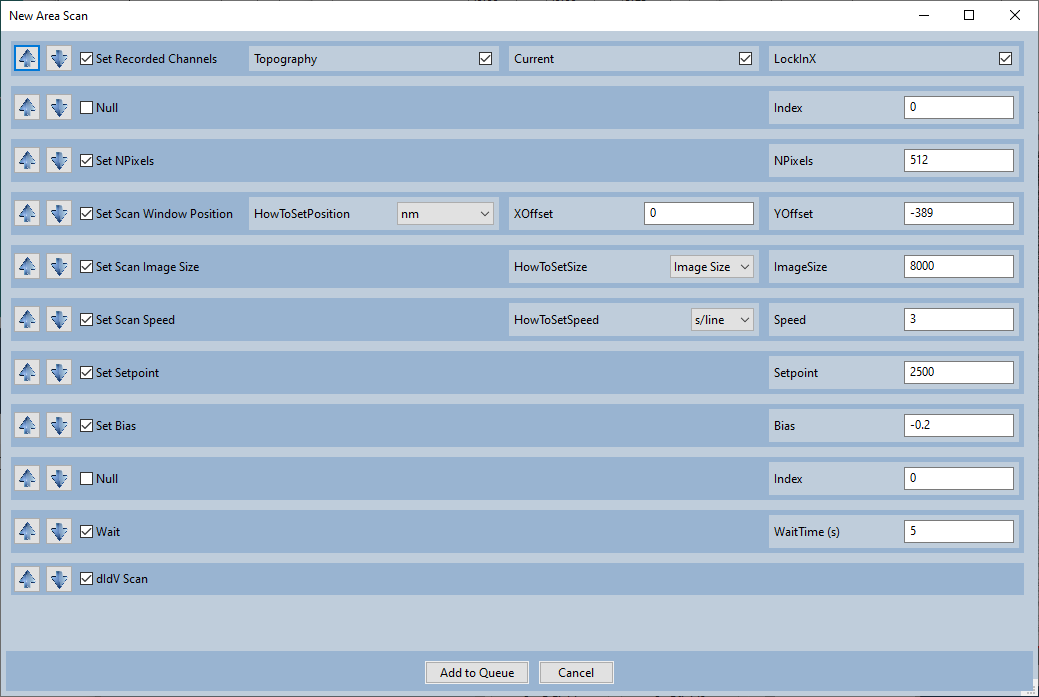 New Area Scan
Set Recorded Channels Topography Current LockInX
Null Index 0
Set NPixels NPixels 512
Set Scan Window Position HowToSetPosition nm XOffset 0 YOffset -389
Set Scan Image Size HowToSetSize Image Size ImageSize 8000
Set Scan Speed HowToSetSpeed s/line Speed 3
Set Setpoint Setpoint 2500
Set Bias Bias -0.2
Null Index 0
Wait WaitTime (s) 5
dIdV Scan
Add to Queue Cancel